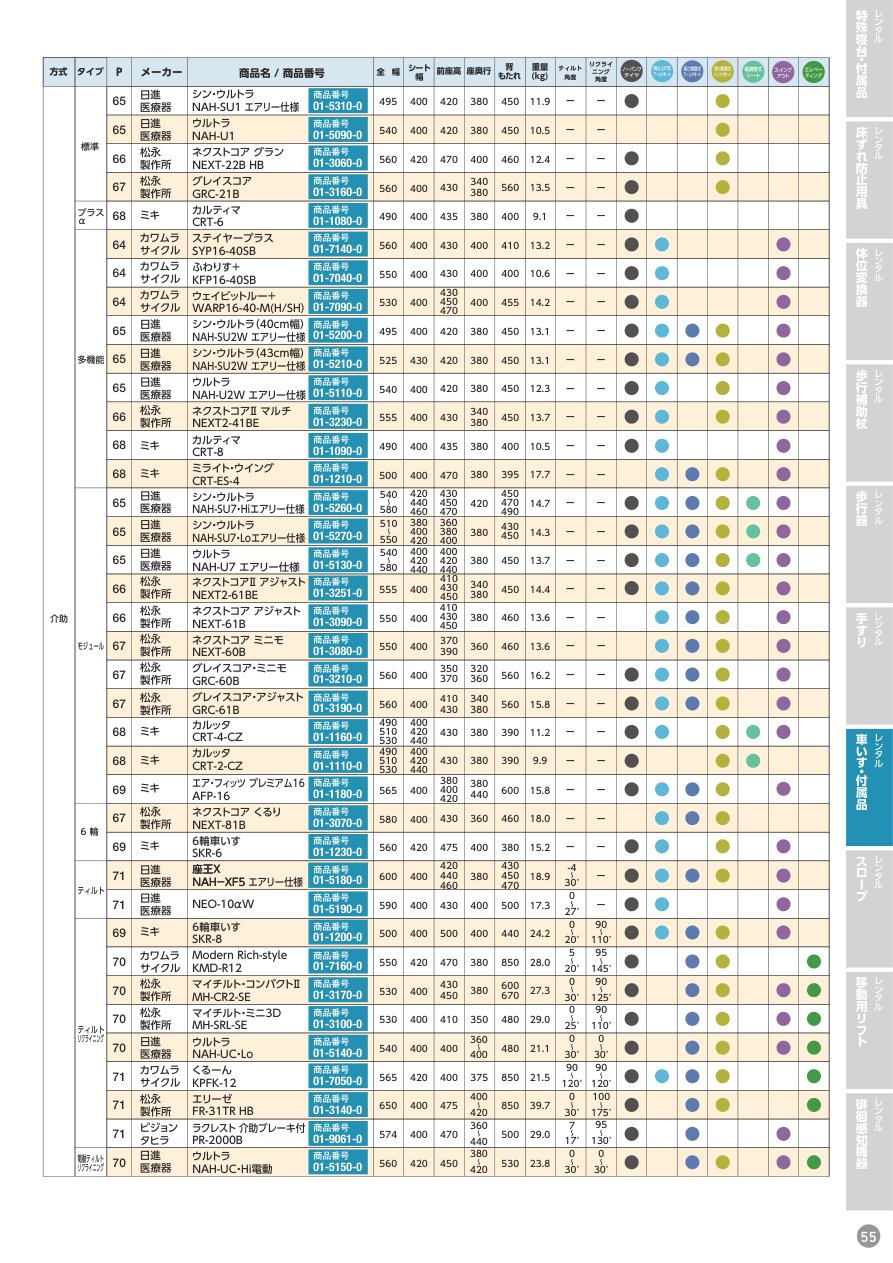 方式 タイプ P メーカー 商品名 / 商品番号 全 幅 シート幅 前座高 座奥行 背もたれ 重量(kg) ティルト角度 リクライニング角度 ノーパンクタイヤ 跳ね上げ式アームサポート 高さ調整式アームサポート 背張り調整式バックサポート 座調整式シート スイングアウト エレベーティング
介助
標準 65 日進医療器 シン・ウルトラ NAH-SU1 エアリー仕様 商品番号 01-5310-0 495 400 420 380 450 11.9 ー ー ● ●
65 日進医療器 ウルトラ NAH-U1 商品番号 01-5090-0 540 400 420 380 450 10.5 ー ー ●
66 松永製作所 ネクストコア グラン NEXT-22B HB 商品番号 01-3060-0 560 420 470 400 460 12.4 ー ー ● ●
67 松永製作所 グレイスコア GRC-21B 商品番号 01-3160-0 560 400 430 340 380 560 13.5 ー ー ● ●
プラスα 68 ミキ カルティマ CRT-6 商品番号 01-1080-0 490 400 435 380 400 9.1 ー ー ●
多機能 64 カワムラサイクル ステイヤープラス SYP16-40SB 商品番号 01-7140-0 560 400 430 400 410 13.2 ー ー ● ● ●
64 カワムラサイクル ふわりす＋ KFP16-40SB 商品番号 01-7040-0 550 400 430 400 400 10.6 ー ー ● ● ●
64 カワムラサイクル ウェイビットルー＋ WARP16-40-M(H/SH) 商品番号 01-7090-0 530 400 430 450 470 400 455 14.2 ー ー ● ● ●
65 日進医療器 シン・ウルトラ(40cm幅) NAH-SU2W エアリー仕様 商品番号 01-5200-0 495 400 420 380 450 13.1 ー ー ● ● ● ● ●
65 日進医療器 シン・ウルトラ(43cm幅) NAH-SU2W エアリー仕様 商品番号 01-5210-0 525 430 420 380 450 13.1 ー ー ● ● ● ● ●
65 日進医療器 ウルトラ NAH-U2W エアリー仕様 商品番号 01-5110-0 540 400 420 380 450 12.3 ー ー ● ● ● ●
66 松永製作所 ネクストコアⅡ マルチ NEXT2-41BE 商品番号 01-3230-0 555 400 430 340 380 450 13.7 ー ー ● ● ● ●
68 ミキ カルティマ CRT-8 商品番号 01-1090-0 490 400 435 380 400 10.5 ー ー ● ● ●
68 ミキ ミライト・ウイング CRT-ES-4 商品番号 01-1210-0 500 400 470 380 395 17.7 ー ー ● ● ● ●
モジュール 65 日進医療器 シン・ウルトラ NAH-SU7・Hiエアリー仕様 商品番号 01-5260-0 540〜580 420 440 460 430 450 470 420 450 470 490 14.7 ー ー ● ● ● ● ● ●
65 日進医療器 シン・ウルトラ NAH-SU7・Loエアリー仕様 商品番号 01-5270-0 510〜550 380 400 420 360 380 400 380 430 450 14.3 ー ー ● ● ● ● ● ●
65 日進医療器 ウルトラ NAH-U7 エアリー仕様 商品番号 01-5130-0 540〜580 400 420 440 400 420 440 380 450 13.7 ー ー ● ● ● ● ● ●
66 松永製作所 ネクストコアⅡ アジャスト NEXT2-61BE 商品番号 01-3251-0 555 400 410 430 450 340 380 450 14.4 ー ー ● ● ● ● ●
66 松永製作所 ネクストコア アジャスト NEXT-61B 商品番号 01-3090-0 550 400 410 430 450 380 460 13.6 ー ー ● ● ● ●
67 松永製作所 ネクストコア ミニモ NEXT-60B 商品番号 01-3080-0 550 400 370 390 360 460 13.6 ー ー ● ● ● ●
67 松永製作所 グレイスコア・ミニモ GRC-60B 商品番号 01-3210-0 560 400 350 370 320 360 560 16.2 ー ー ● ● ● ● ●
67 松永製作所 グレイスコア・アジャスト GRC-61B 商品番号 01-3190-0 560 400 410 430 340 380 560 15.8 ー ー ● ● ● ● ●
68 ミキ カルッタ CRT-4-CZ 商品番号 01-1160-0 490 510 530 400 420 440 430 380 390 11.2 ー ー ● ● ● ● ●
68 ミキ カルッタ CRT-2-CZ 商品番号 01-1110-0 490 510 530 400 420 440 430 380 390 9.9 ー ー ● ● ●
69 ミキ エア・フィッツ プレミアム16 AFP-16 商品番号 01-1180-0 565 400 380 400 420 380 440 600 15.8 ー ー ● ● ● ● ●
6 輪 67 松永製作所 ネクストコア くるり NEXT-81B 商品番号 01-3070-0 580 400 430 360 460 18.0 ー ー ● ● ● ●
69 ミキ 6輪車いす SKR-6 商品番号 01-1230-0 560 420 475 400 380 15.2 ー ー ● ● ● ●
ティルト 71 日進医療器 座王X NAH−XF5 エアリー仕様 商品番号 01-5180-0 600 400 420 440 460 380 430 450 470 18.9 -4〜30° ー ● ● ● ● ●
71 日進医療器 NEO-10αW 商品番号 01-5190-0 590 400 430 400 500 17.3 0〜27° ー ● ● ●
ティルトリクライニング 69 ミキ 6輪車いす SKR-8 商品番号 01-1200-0 500 400 500 400 440 24.2 0〜20° 90〜110° ● ● ● ● ●
70 カワムラサイクル Modern Rich-style KMD-R12 商品番号 01-7160-0 550 420 470 380 850 28.0 5〜20° 95〜145° ● ● ● ●
70 松永製作所 マイチルト・コンパクトⅡ MH-CR2-SE 商品番号 01-3170-0 530 400 430 450 380 600 670 27.3 0〜30° 90〜125° ● ● ● ● ●
70 松永製作所 マイチルト・ミニ3D MH-SRL-SE 商品番号 01-3100-0 530 400 410 350 480 29.0 0〜25° 90〜110° ● ● ● ● ●
70 日進医療器 ウルトラ NAH-UC・Lo 商品番号 01-5140-0 540 400 400 360〜400 480 21.1 0〜30° 0〜30° ● ● ● ● ●
71 カワムラサイクル くるーん KPFK-12 商品番号 01-7050-0 565 420 400 375 850 21.5 90〜120° 90〜120° ● ● ● ● ●
71 松永製作所 エリーゼ FR-31TR HB 商品番号 01-3140-0 650 400 475 400〜420 850 39.7 0〜30° 100〜175° ● ● ● ●
71 ピジョンタヒラ ラクレスト 介助ブレーキ付 PR-2000B 商品番号 01-9061-0 574 400 470 360〜440 500 29.0 7〜17° 95〜130° ● ● ●
電動ティルトリクライニング 70 日進医療器 ウルトラ NAH-UC・Hi電動 商品番号 01-5150-0 560 420 450 380〜420 530 23.8 0〜30° 0〜30° ● ● ● ● ●
レンタル 特殊寝台・付属品
レンタル 床ずれ防止用具
レンタル 体位変換器
レンタル 歩行補助杖
レンタル 歩行器
レンタル 手すり
レンタル 車いす・付属品
レンタル スロープ
レンタル 移動用リフト
レンタル 徘徊感知機器
55